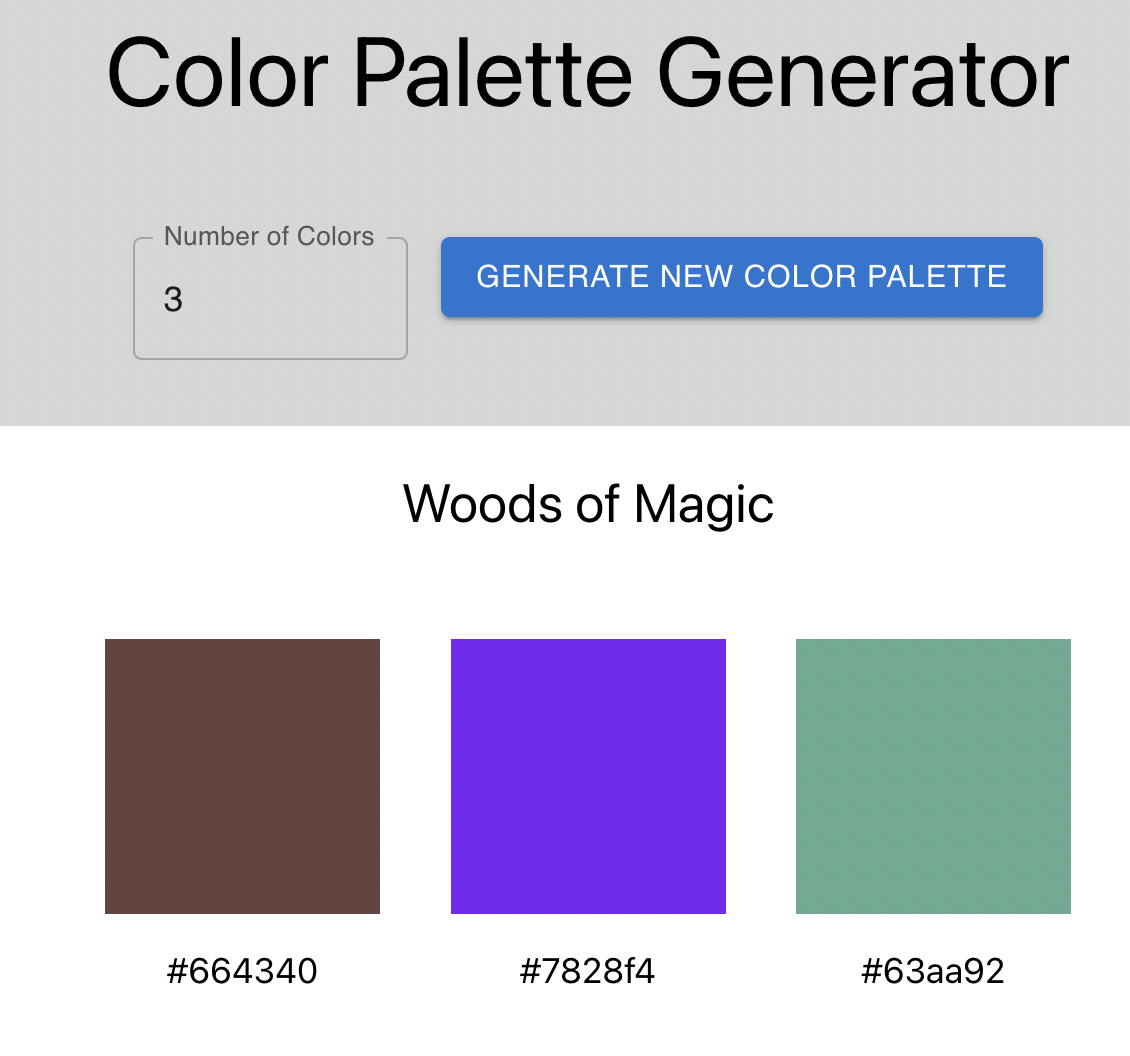 Color Palette Generator
Number of Colors
3
GENERATE NEW COLOR PALETTE
Woods of Magic
#664340
#7828f4
#63aa92